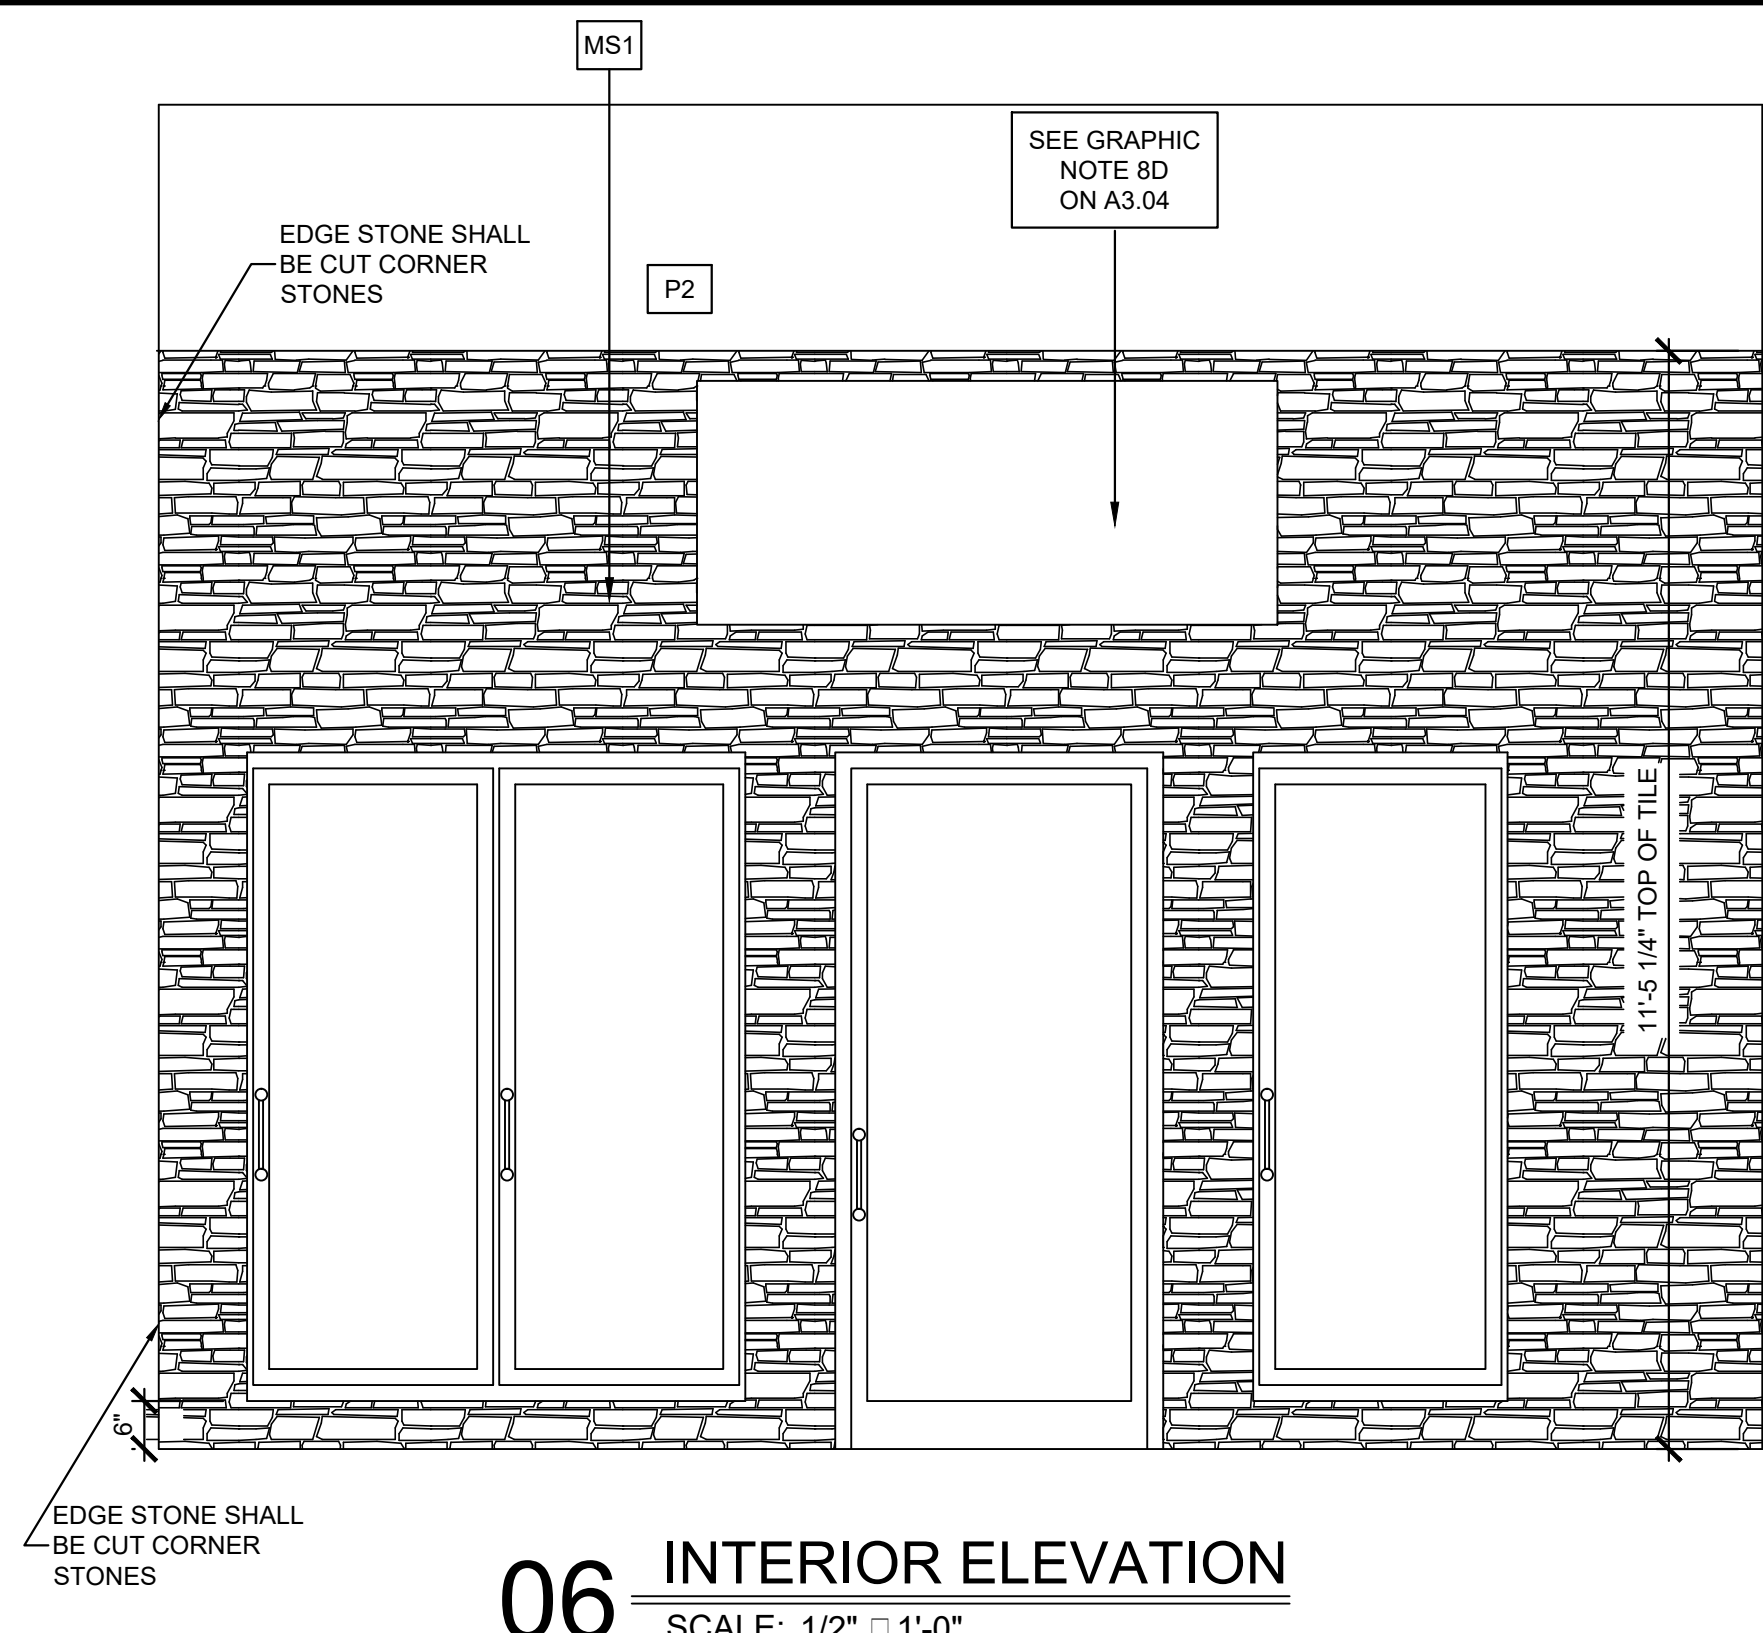 MS1
SEE GRAPHIC
NOTE 8D
ON A3.04
EDGE STONE SHALL
BE CUT CORNER
STONES
P2
11'-5 1/4" TOP OF TILE
6"
EDGE STONE SHALL
BE CUT CORNER
STONES
06 INTERIOR ELEVATION
SCALE: 1/2" □ 1'-0"